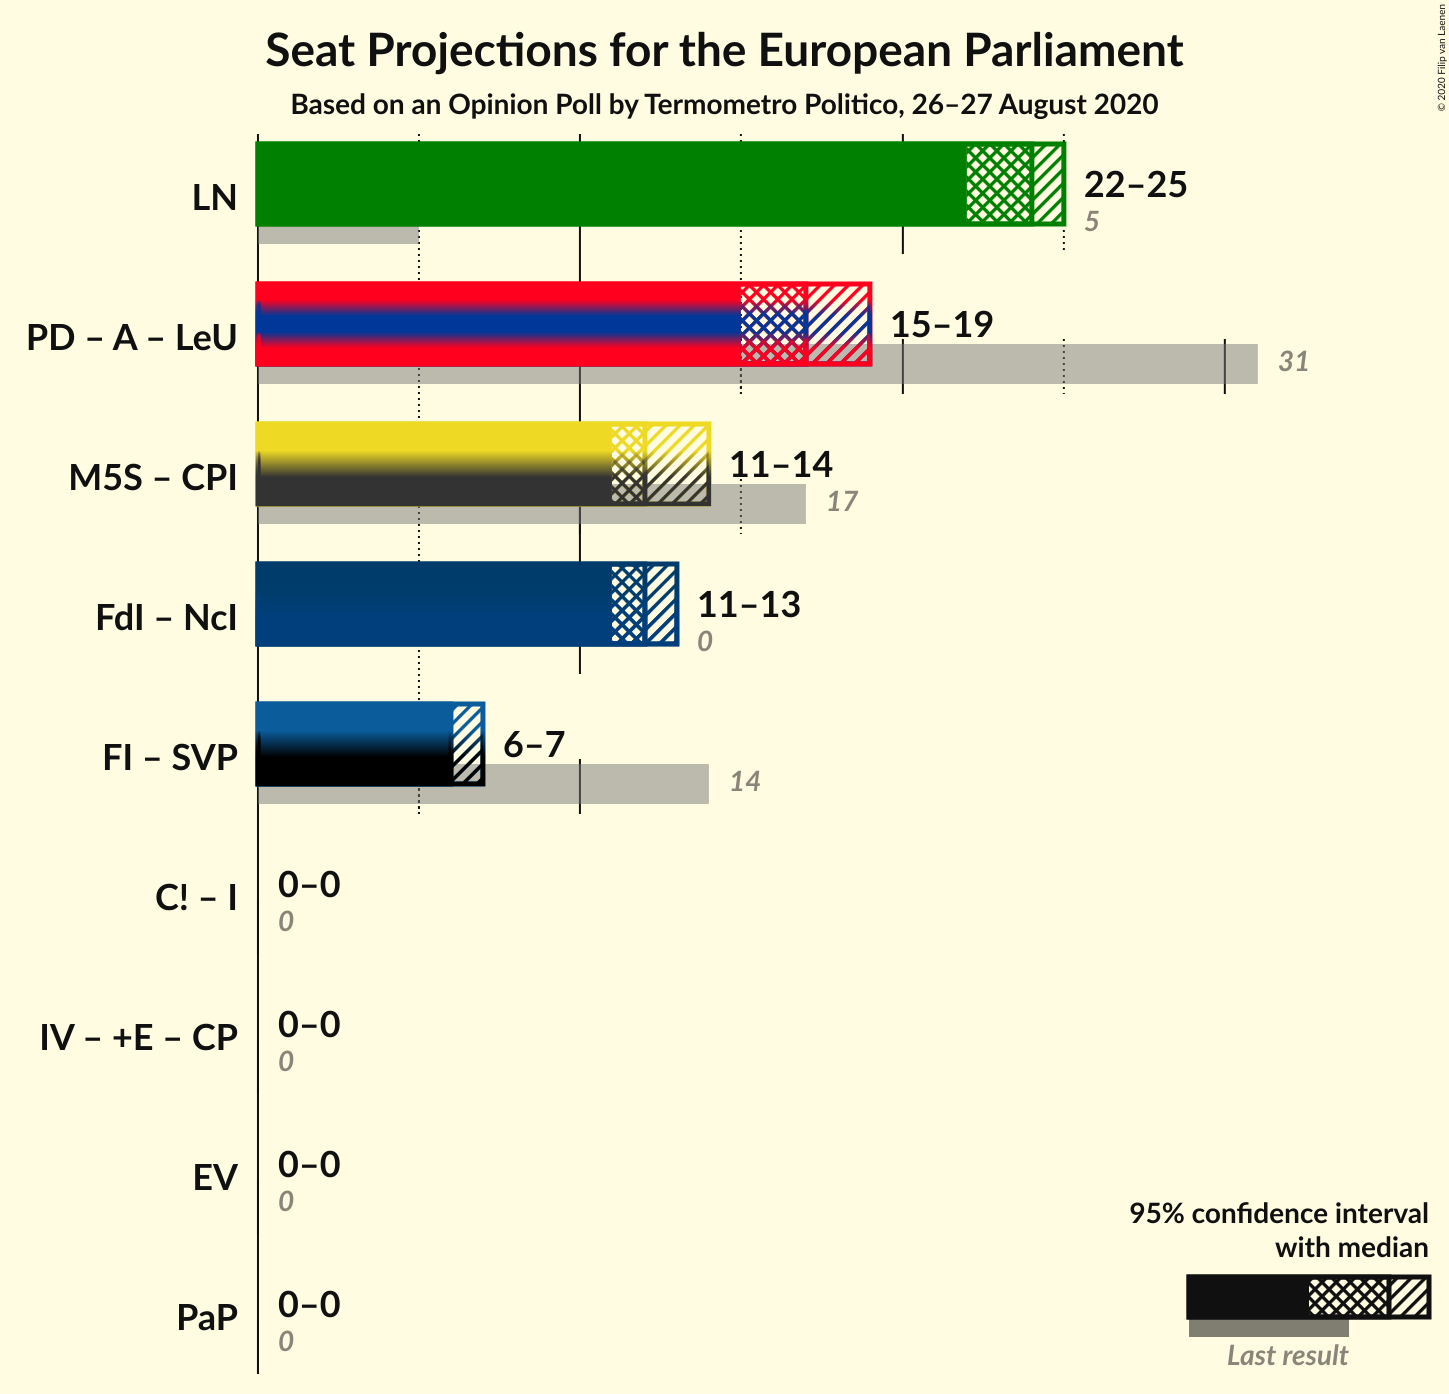 Seat Projections for the European Parliament
Based on an Opinion Poll by Termometro Politico, 26–27 August 2020
© 2020 Filip van Laenen
LN
22–25
5
PD – A – LeU
15–19
31
M5S – CPI
11–14
17
FdI – NcI
11–13
0
FI – SVP
6–7
14
C! – I
0–0
0
IV – +E – CP
0–0
0
EV
0–0
0
PaP
0–0
0
95% confidence interval
with median
Last result